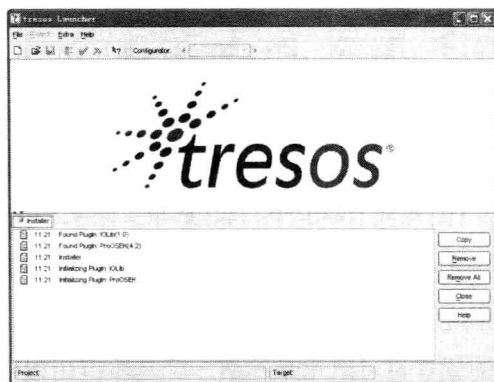 tresos Launcher
File Project Extra Help
Configurator:
tresos®
Installer
11:21 Found Plugin: IOLib(1.0)
11:21 Found Plugin: ProOSEK(4.2)
11:21 Installer
11:21 Initializing Plugin: IOLib
11:21 Initializing Plugin: ProOSEK
Copy
Remove
Remove All
Close
Help
Project:
Target: